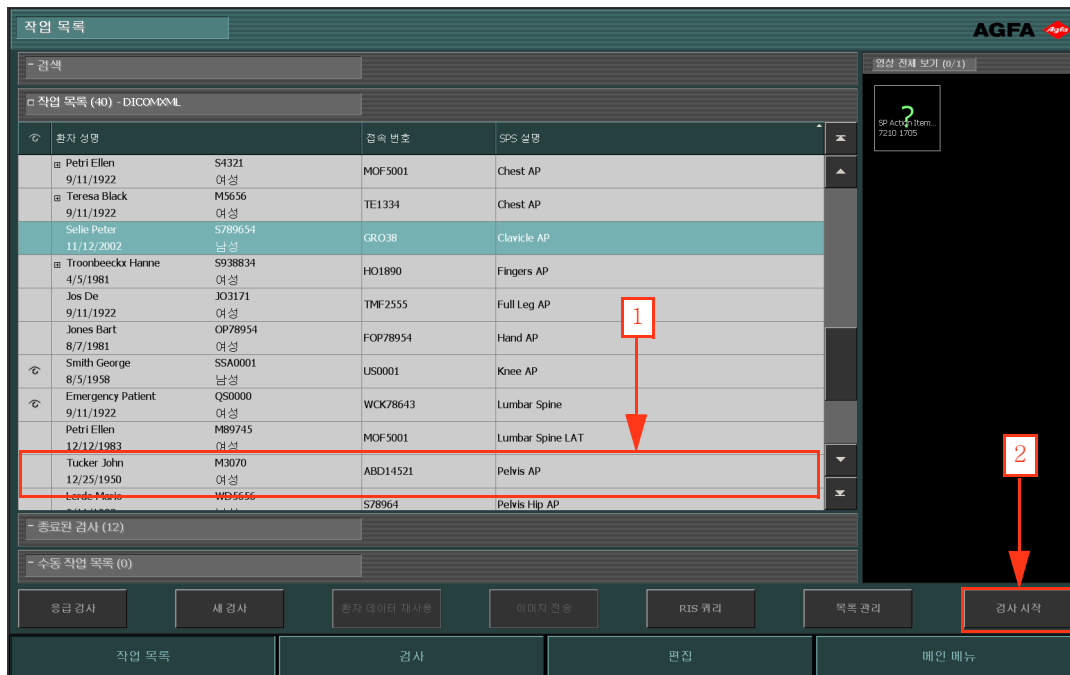 작업 목록
AGFA
Agfa
- 검색
영상 전체 보기 (0/1)
작업 목록 (40) - DICOMXML
?
SP Action Item...
7210 1705
환자 성명 접속 번호 SPS 설명
Petri Ellen S4321 MOF5001 Chest AP
9/11/1922 여성
Teresa Black M5656 TE1334 Chest AP
9/11/1922 여성
Selie Peter S789654 GRO38 Clavicle AP
11/12/2002 남성
Troonbeeckx Hanne S938834 HO1890 Fingers AP
4/5/1981 여성
Jos De JO3171 TMF2555 Full Leg AP
9/11/1922 여성
1
Jones Bart OP78954 FOP78954 Hand AP
8/7/1981 여성
Smith George SSA0001 US0001 Knee AP
8/5/1958 남성
Emergency Patient QS0000 WCK78643 Lumbar Spine
9/11/1922 여성
Petri Ellen M89745 MOF5001 Lumbar Spine LAT
12/12/1983 여성
2
Tucker John M3070 ABD14521 Pelvis AP
12/25/1950 여성
WD5656 S78964 Pelvis Hip AP
- 종료된 검사 (12)
- 수동 작업 목록 (0)
응급 검사 새 검사 환자 데이터 재사용 이미지 전송 RIS 쿼리 목록 관리 검사 시작
작업 목록 검사 편집 메인 메뉴